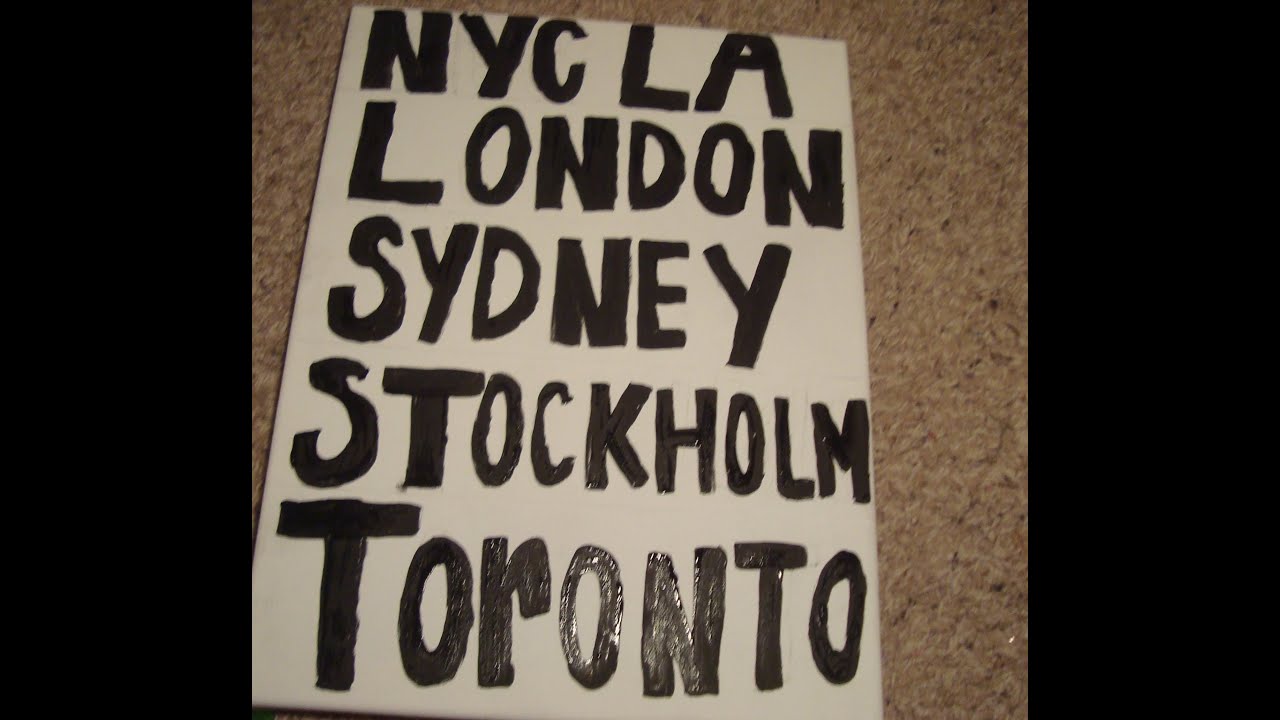 NYC LA
LONDON
SYDNEY
STOCKHOLM
TOrONTO